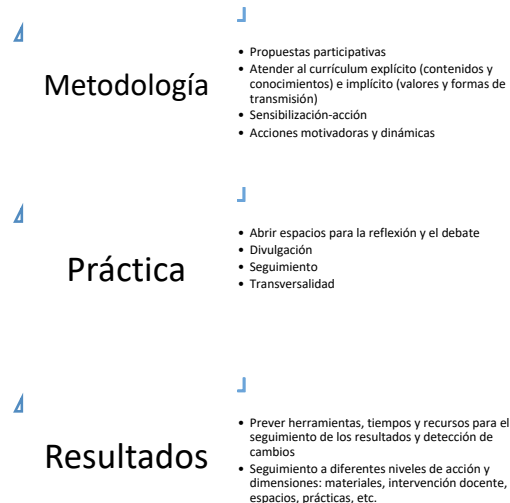 Metodología
• Propuestas participativas
• Atender al currículum explícito (contenidos y
conocimientos) e implícito (valores y formas de
transmisión)
• Sensibilización-acción
• Acciones motivadoras y dinámicas
Práctica
• Abrir espacios para la reflexión y el debate
• Divulgación
• Seguimiento
• Transversalidad
Resultados
• Prever herramientas, tiempos y recursos para el
seguimiento de los resultados y detección de
cambios
• Seguimiento a diferentes niveles de acción y
dimensiones: materiales, intervención docente,
espacios, prácticas, etc.